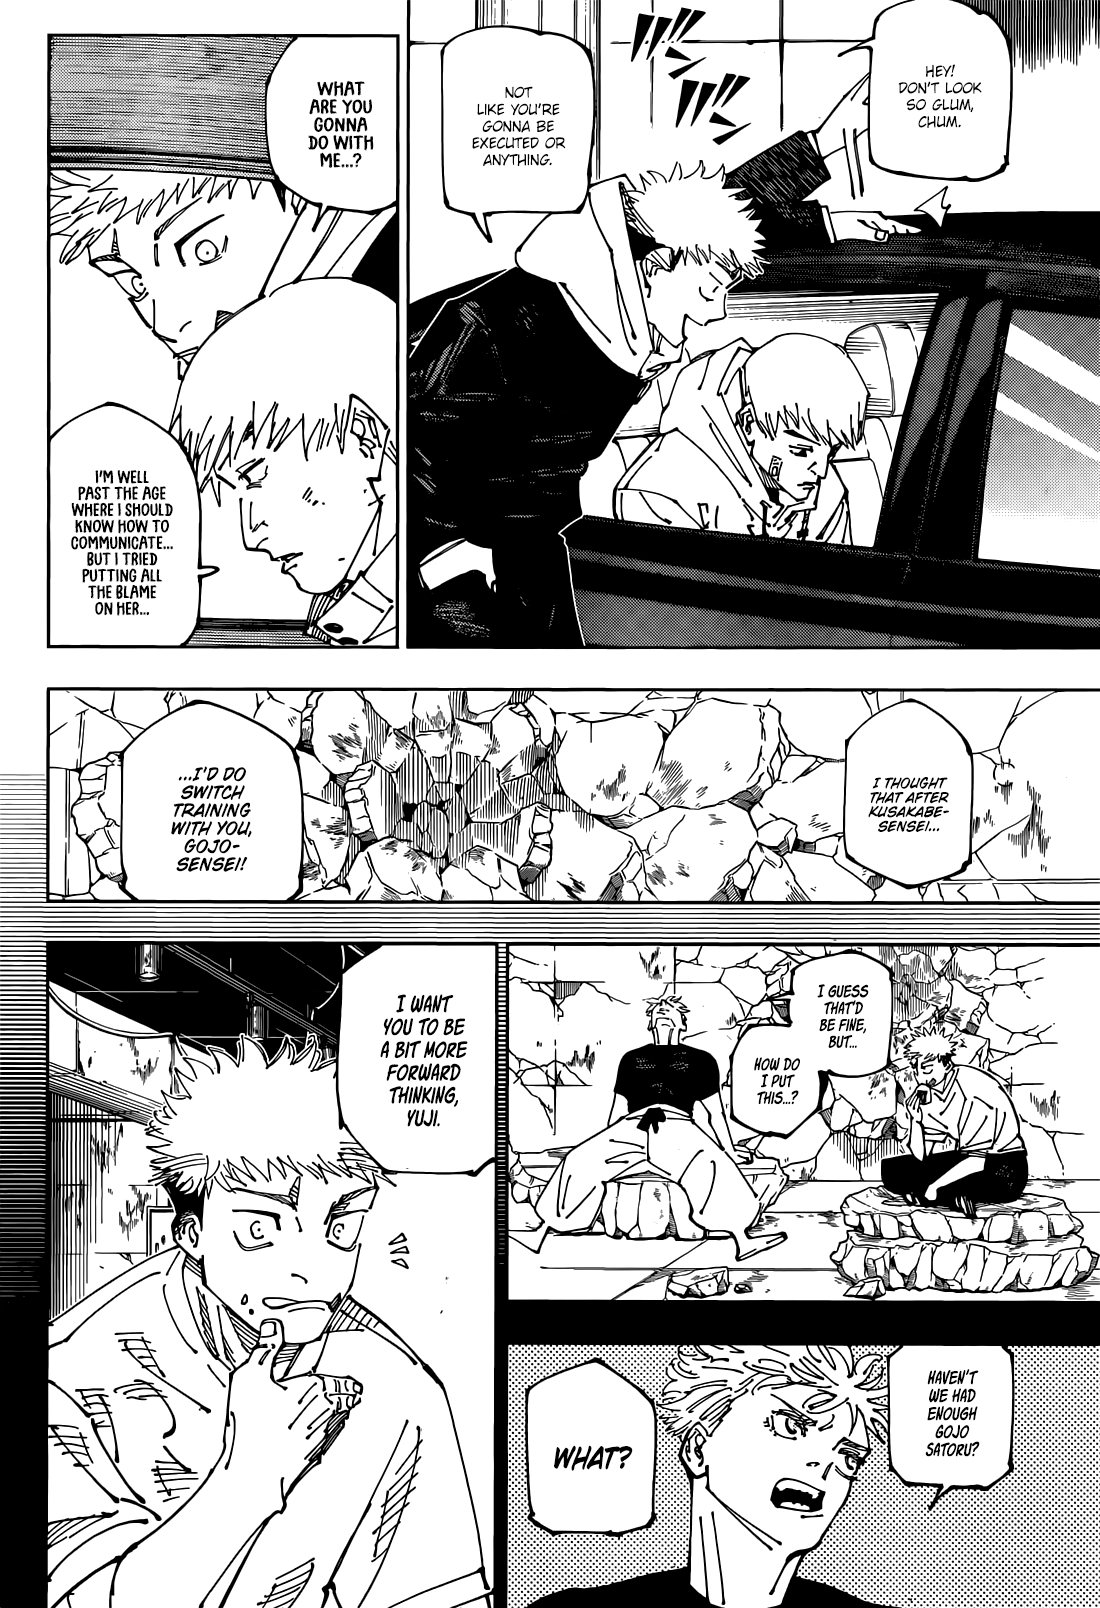 HEY!
DON'T LOOK
SO GLUM,
CHUM.
NOT
LIKE YOU'RE
GONNA BE
EXECUTED OR
ANYTHING.
WHAT
ARE YOU
GONNA
DO WITH
ME...?
I'M WELL
PAST THE AGE
WHERE I SHOULD
KNOW HOW TO
COMMUNICATE...
BUT I TRIED
PUTTING ALL
THE BLAME
ON HER...
I THOUGHT
THAT AFTER
KUSAKABE-
SENSEI...
...I'D DO
SWITCH
TRAINING
WITH YOU,
GOJO-
SENSEI!
I GUESS
THAT'D
BE FINE,
BUT...
HOW DO
I PUT
THIS...?
I WANT
YOU TO BE
A BIT MORE
FORWARD
THINKING,
YUJI.
HAVEN'T
WE HAD
ENOUGH
GOJO
SATORU?
WHAT?